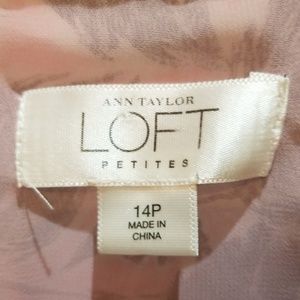 ANN TAYLOR
LOFT
PETITES
14P
MADE IN
CHINA